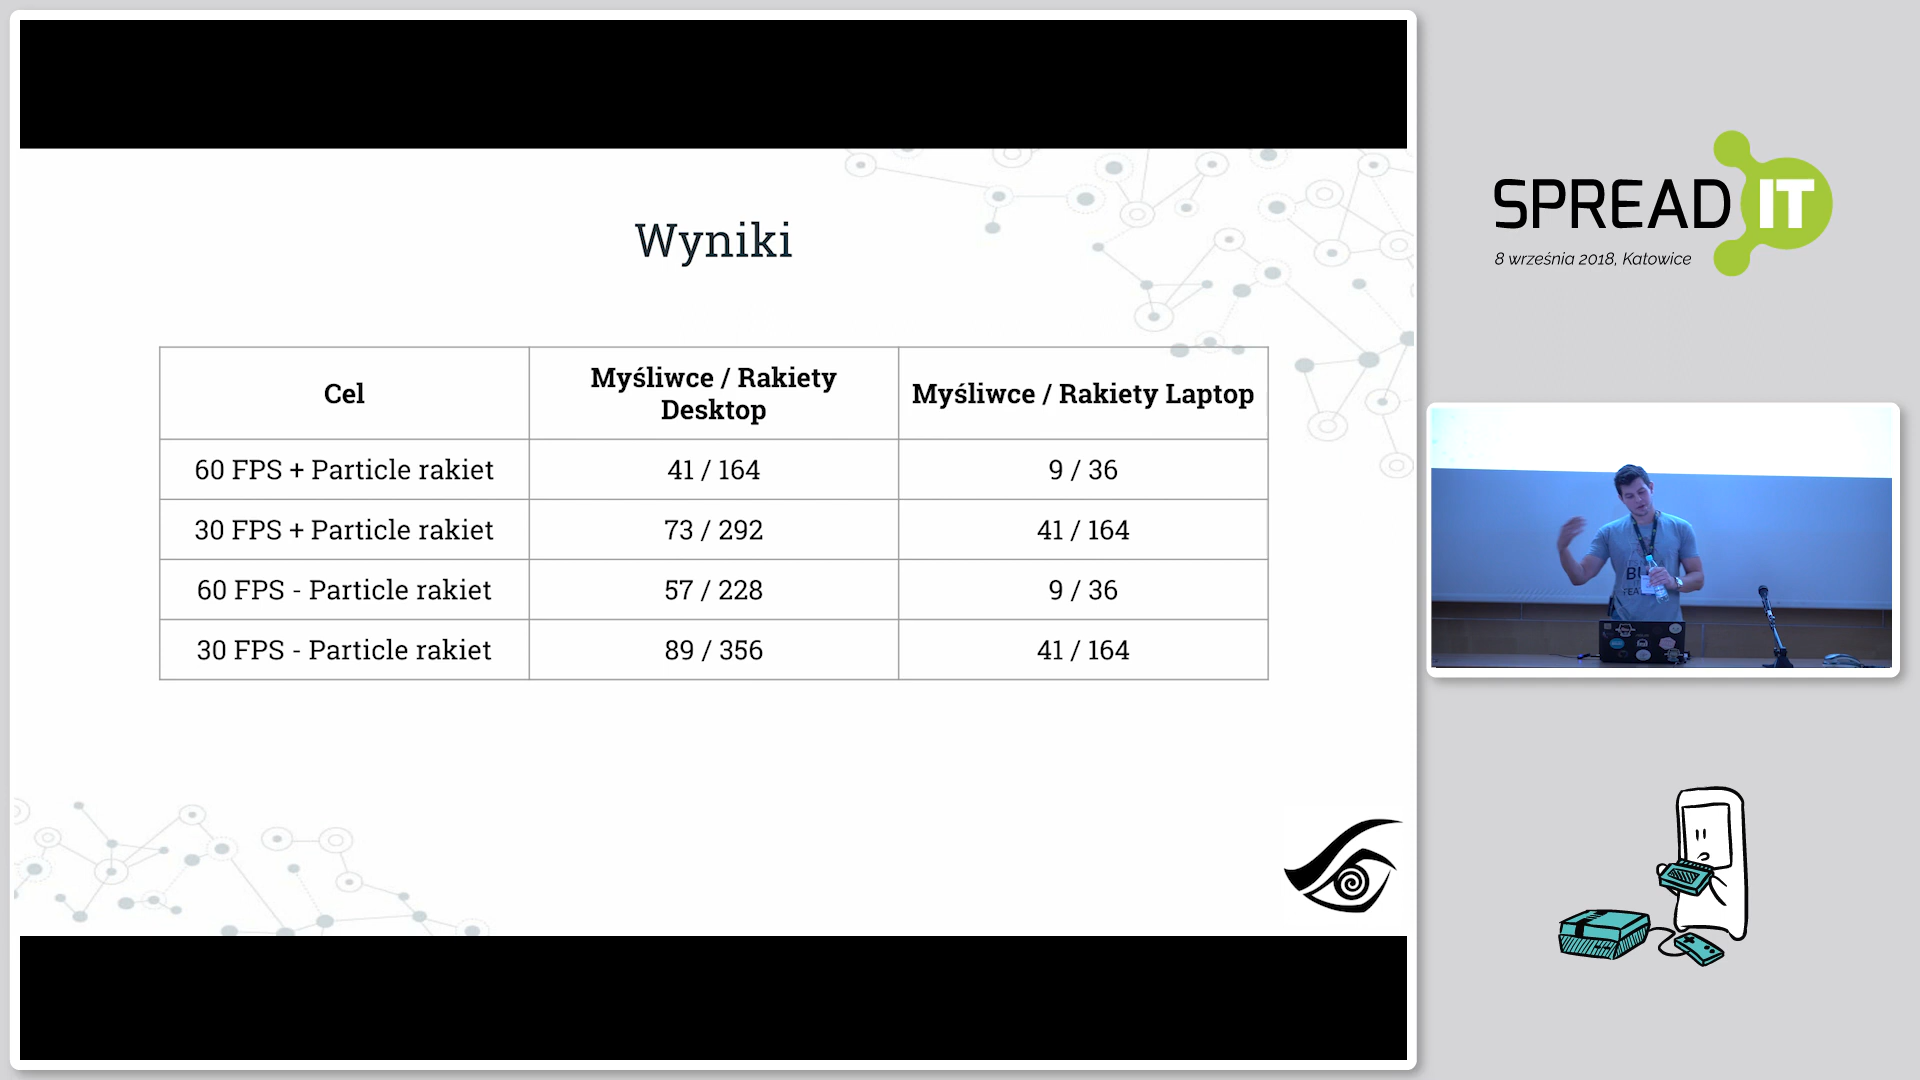 Wyniki
Cel
Myśliwce / Rakiety
Desktop
Myśliwce / Rakiety Laptop
60 FPS + Particle rakiet
41 / 164
9 / 36
30 FPS + Particle rakiet
73 / 292
41 / 164
60 FPS - Particle rakiet
57 / 228
9 / 36
30 FPS - Particle rakiet
89 / 356
41 / 164
SPREAD IT
8 września 2018, Katowice